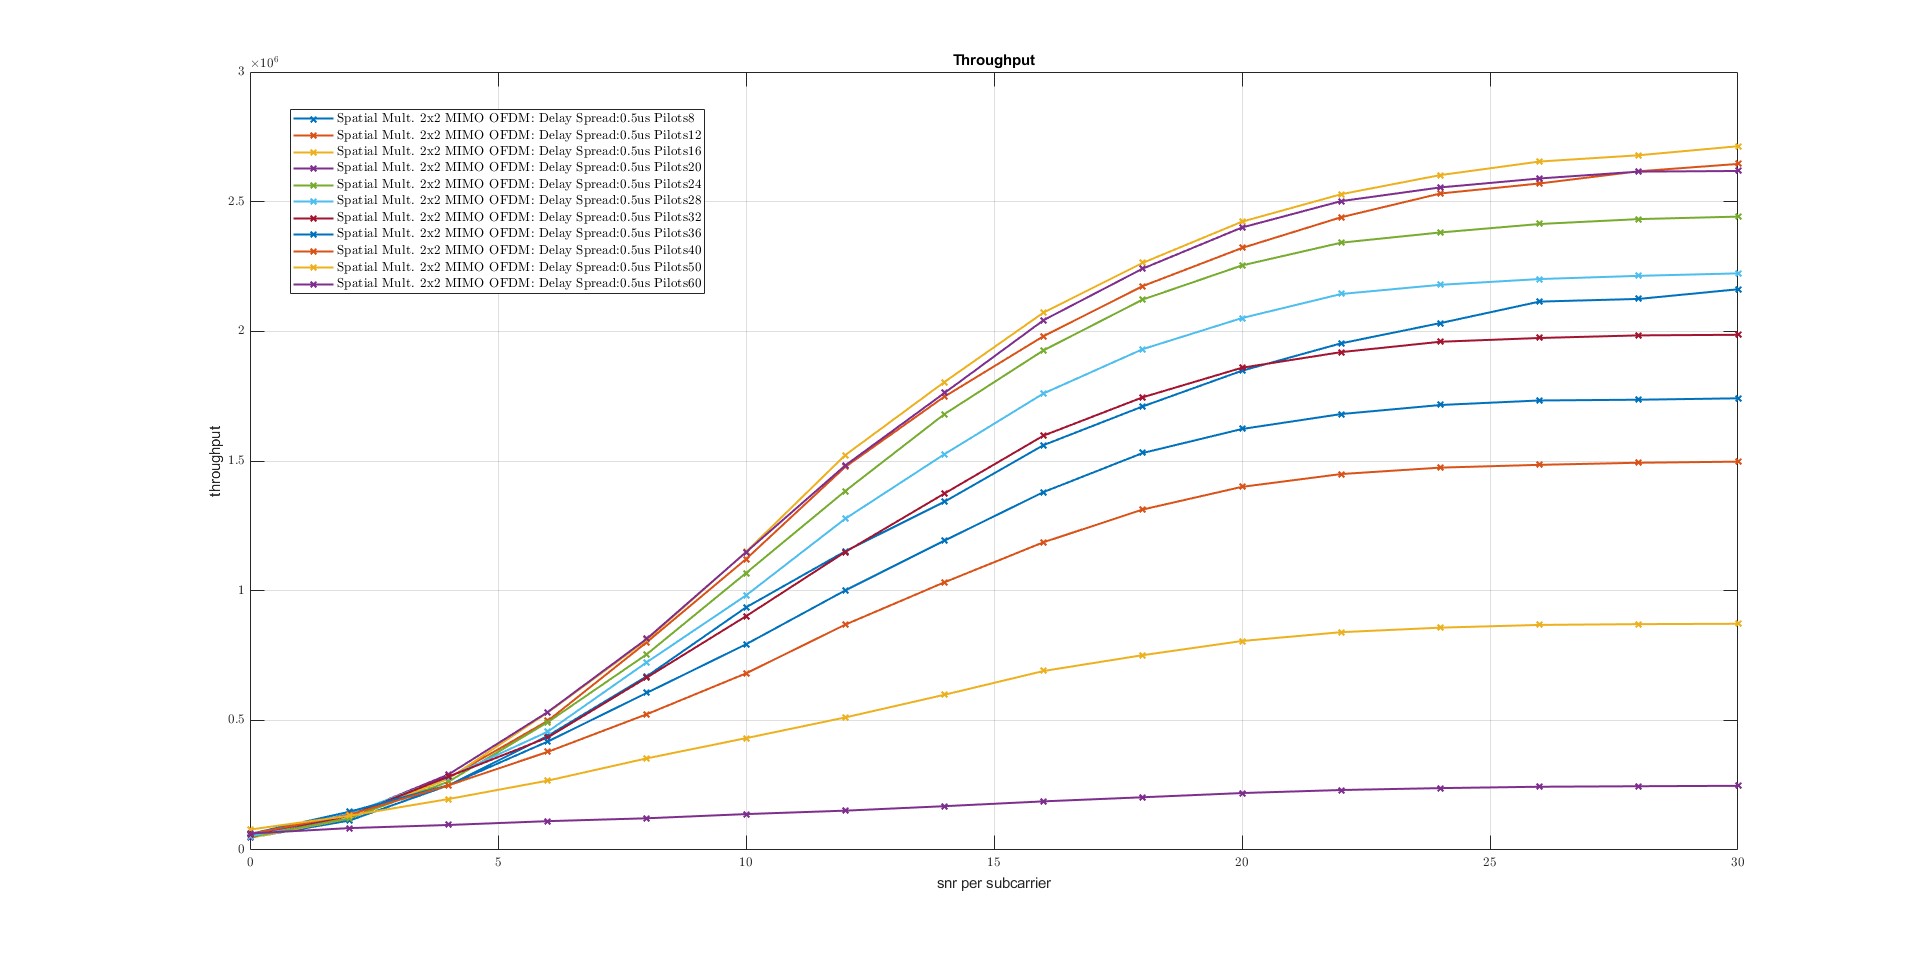 Throughput
×10⁶
3
2.5
2
1.5
1
0.5
0
throughput
Spatial Mult. 2x2 MIMO OFDM: Delay Spread:0.5us Pilots8
Spatial Mult. 2x2 MIMO OFDM: Delay Spread:0.5us Pilots12
Spatial Mult. 2x2 MIMO OFDM: Delay Spread:0.5us Pilots16
Spatial Mult. 2x2 MIMO OFDM: Delay Spread:0.5us Pilots20
Spatial Mult. 2x2 MIMO OFDM: Delay Spread:0.5us Pilots24
Spatial Mult. 2x2 MIMO OFDM: Delay Spread:0.5us Pilots28
Spatial Mult. 2x2 MIMO OFDM: Delay Spread:0.5us Pilots32
Spatial Mult. 2x2 MIMO OFDM: Delay Spread:0.5us Pilots36
Spatial Mult. 2x2 MIMO OFDM: Delay Spread:0.5us Pilots40
Spatial Mult. 2x2 MIMO OFDM: Delay Spread:0.5us Pilots50
Spatial Mult. 2x2 MIMO OFDM: Delay Spread:0.5us Pilots60
0 5 10 15 20 25 30
snr per subcarrier